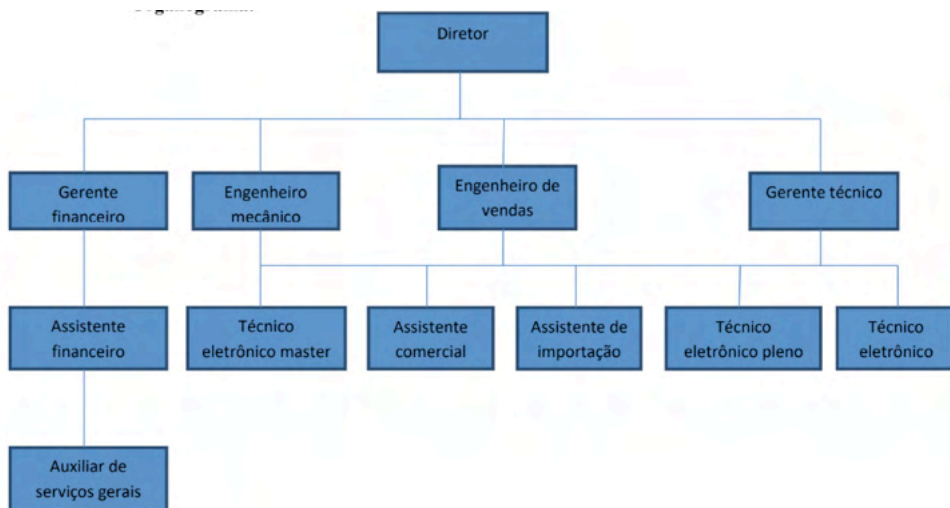 Diretor
Gerente
financeiro
Engenheiro
mecânico
Engenheiro de
vendas
Gerente técnico
Assistente
financeiro
Técnico
eletrônico master
Assistente
comercial
Assistente de
importação
Técnico
eletrônico pleno
Técnico
eletrônico
Auxiliar de
serviços gerais